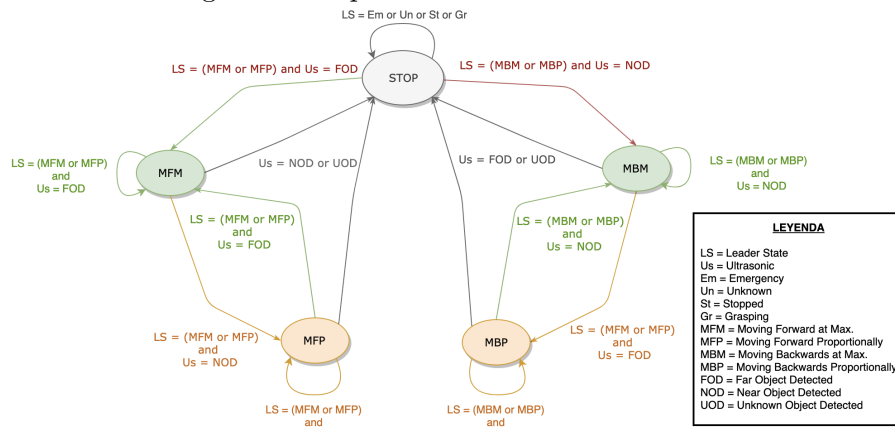 LS = Em or Un or St or Gr
LS = (MFM or MFP) and Us = FOD
LS = (MBM or MBP) and Us = NOD
STOP
LS = (MFM or MFP)
and
Us = FOD
MFM
Us = NOD or UOD
Us = FOD or UOD
MBM
(MBM or MBP)
and
Us = NOD
LS = (MFM or MFP)
and
Us = FOD
LS = (MBM or MBP)
and
Us = NOD
LS = (MFM or MFP)
and
Us = NOD
MFP
MBP
LS = (MFM or MFP)
and
Us = FOD
LS = (MFM or MFP)
and
LS = (MBM or MBP)
and
LEYENDA
LS = Leader State
Us = Ultrasonic
Em = Emergency
Un = Unknown
St = Stopped
Gr = Grasping
MFM = Moving Forward at Max.
MFP = Moving Forward Proportionally
MBM = Moving Backwards at Max.
MBP = Moving Backwards Proportionally
FOD = Far Object Detected
NOD = Near Object Detected
UOD = Unknown Object Detected